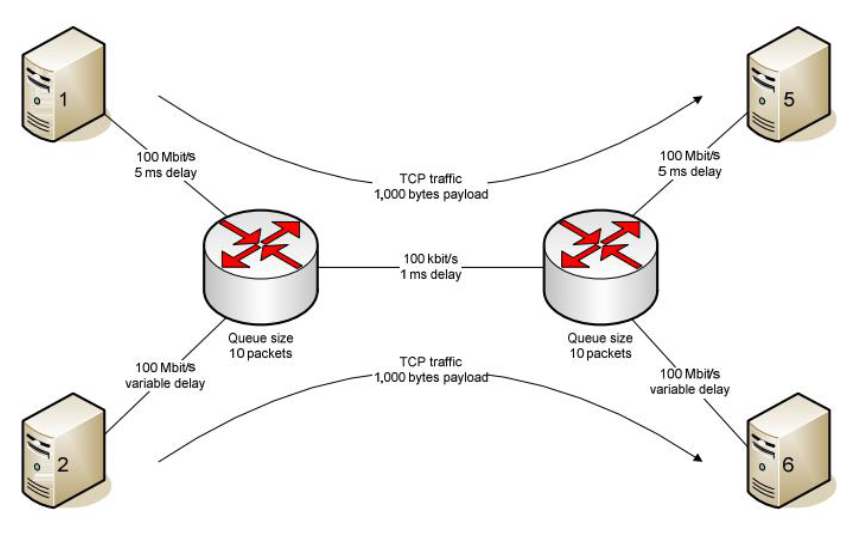 1
5
100 Mbit/s
5 ms delay
100 Mbit/s
5 ms delay
TCP traffic
1,000 bytes payload
100 kbit/s
1 ms delay
Queue size
10 packets
Queue size
10 packets
100 Mbit/s
variable delay
TCP traffic
1,000 bytes payload
100 Mbit/s
variable delay
2
6